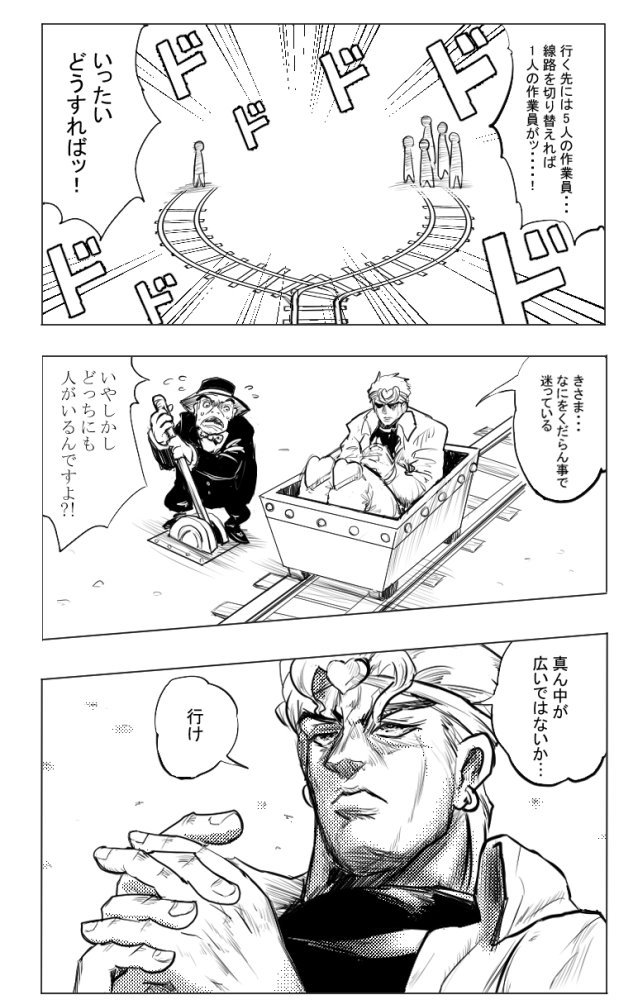 行く先には５人の作業員・・・
線路を切り替えれば
１人の作業員がッ・・・・！
ド
ド
ド
ド
ド
ド
いったい
どうすればッ！
きさま・・・
なにをくだらん事で
迷っている
いやしかし
どっちにも
人がいるんですよ?!
真ん中が
広いではないか…
行け